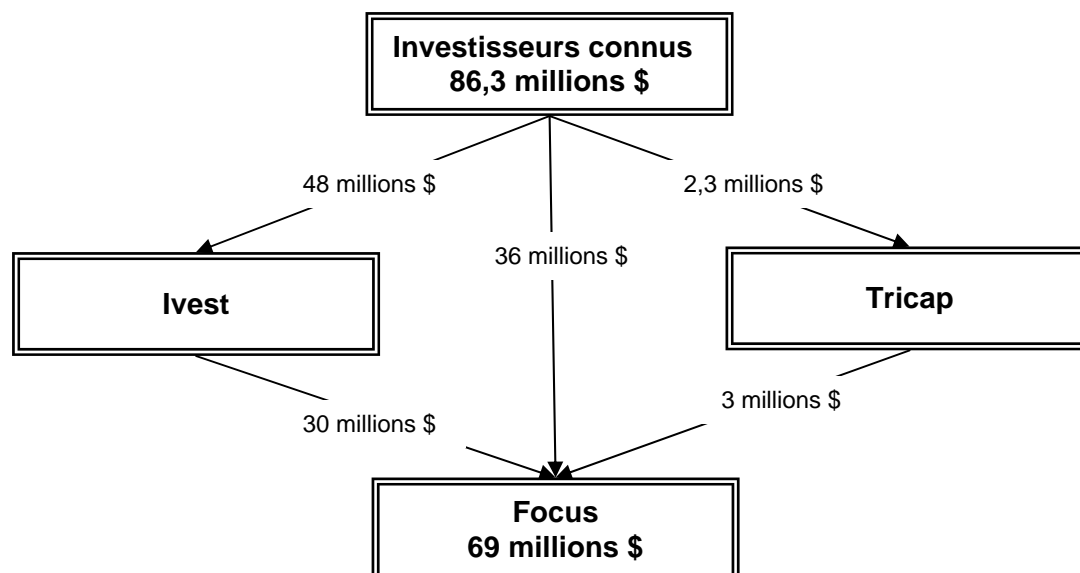 Investisseurs connus
86,3 millions $
48 millions $
2,3 millions $
36 millions $
Ivest
Tricap
30 millions $
3 millions $
Focus
69 millions $